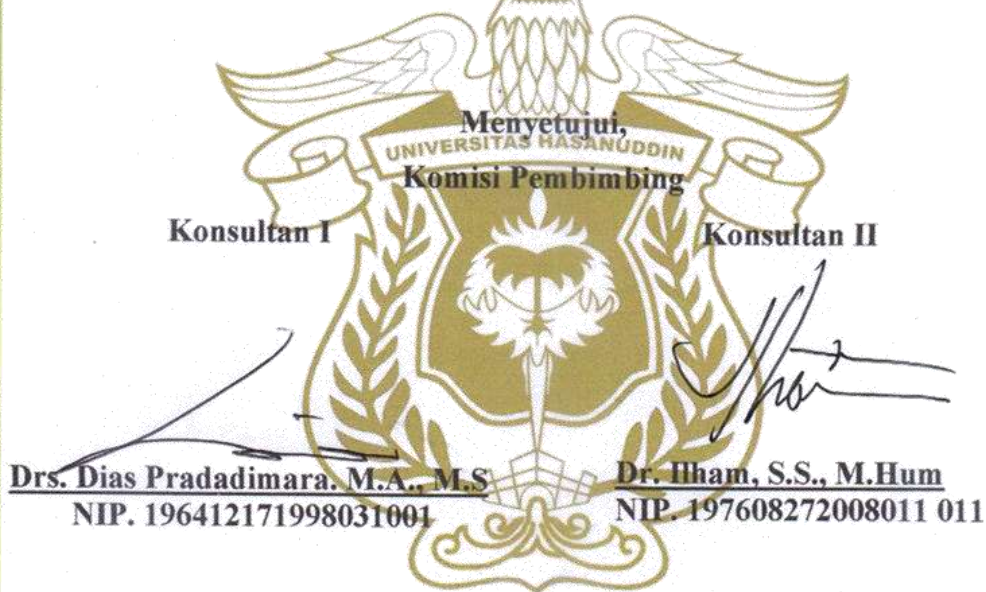 Menyetujui,
UNIVERSITAS HASANUDDIN
Komisi Pembimbing
Konsultan I
Konsultan II
Drs. Dias Pradadimara. M.A., M.S
NIP. 196412171998031001
Dr. Ilham, S.S., M.Hum
NIP. 197608272008011 011